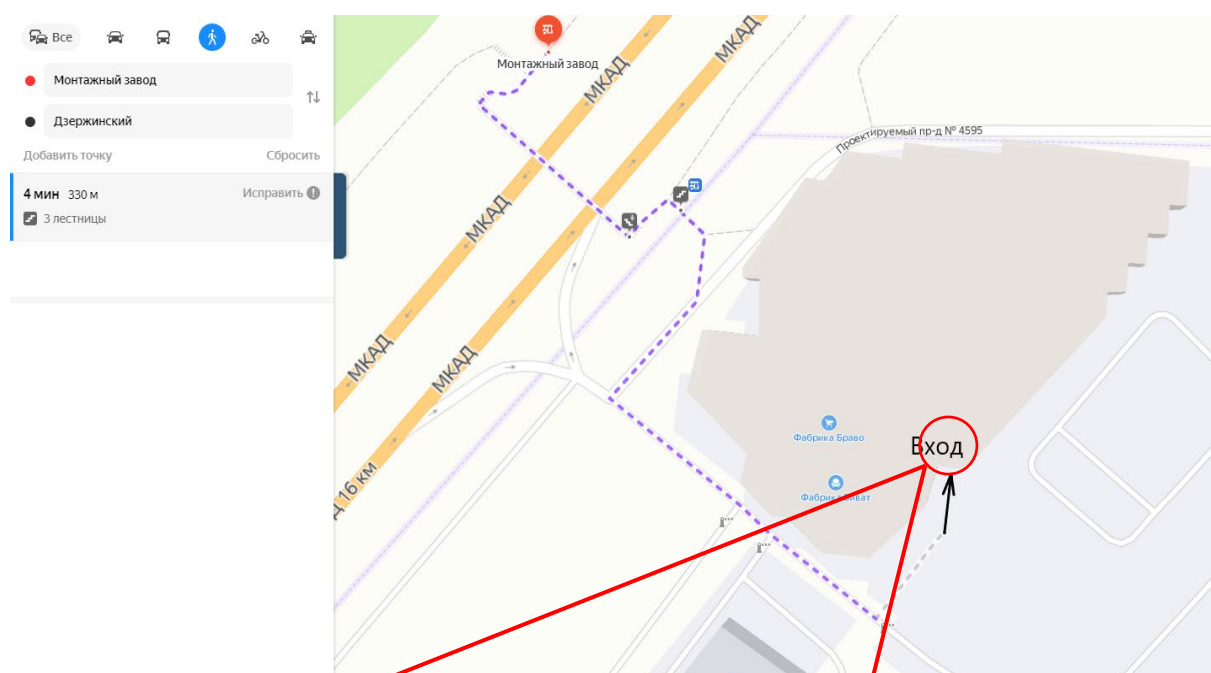 Все
Монтажный завод
Дзержинский
Добавить точку
Сбросить
4 мин 330 м
Исправить
3 лестницы
Монтажный завод
МКАД
МКАД
Проектируемый пр-д № 4595
МКАД
МКАД
МКАД
16 км
Фабрика Браво
Вход
Фабрика